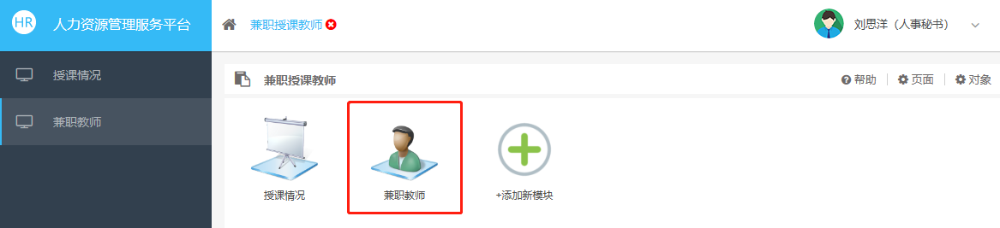 HR 人力资源管理服务平台
兼职授课教师
刘思洋（人事秘书）
授课情况
兼职教师
兼职授课教师
帮助
页面
对象
授课情况
兼职教师
+添加新模块